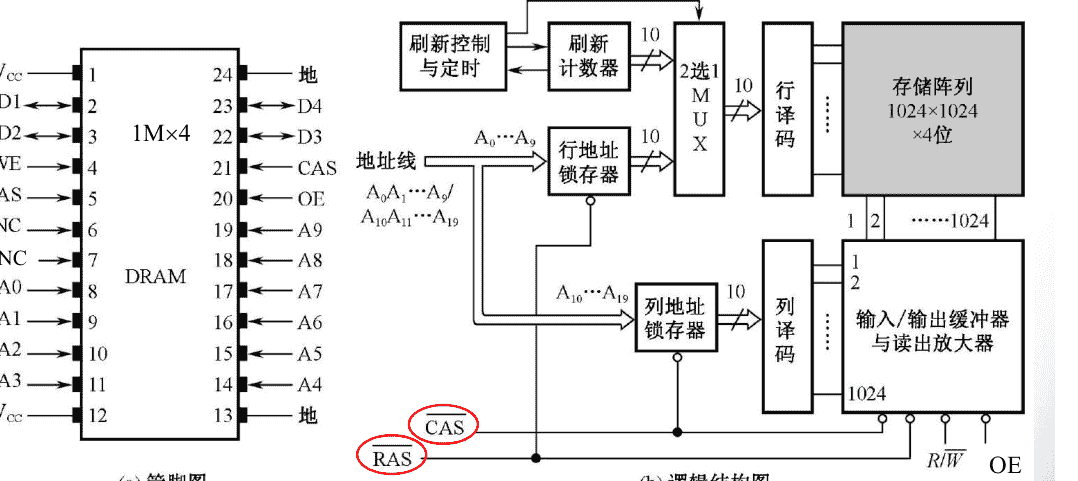 VCC 1 24 地
D1 2 23 D4
D2 3 22 D3
1M×4
WE 4 21 CAS
AS 5 20 OE
NC 6 19 A9
NC 7 18 A8
DRAM
A0 8 17 A7
A1 9 16 A6
A2 10 15 A5
A3 11 14 A4
VCC 12 13 地
刷新控制
与定时
刷新
计数器
10
2选1
MUX
10
行译码
存储阵列
1024×1024
×4位
地址线
A0A1…A9/
A10A11…A19
A0…A9
行地址
锁存器
10
1 2 ……1024
A10…A19
列地址
锁存器
10
列译码
1
2
1024
输入/输出缓冲器
与读出放大器
C̅A̅S̅
R̅A̅S̅
R/W̅
OE